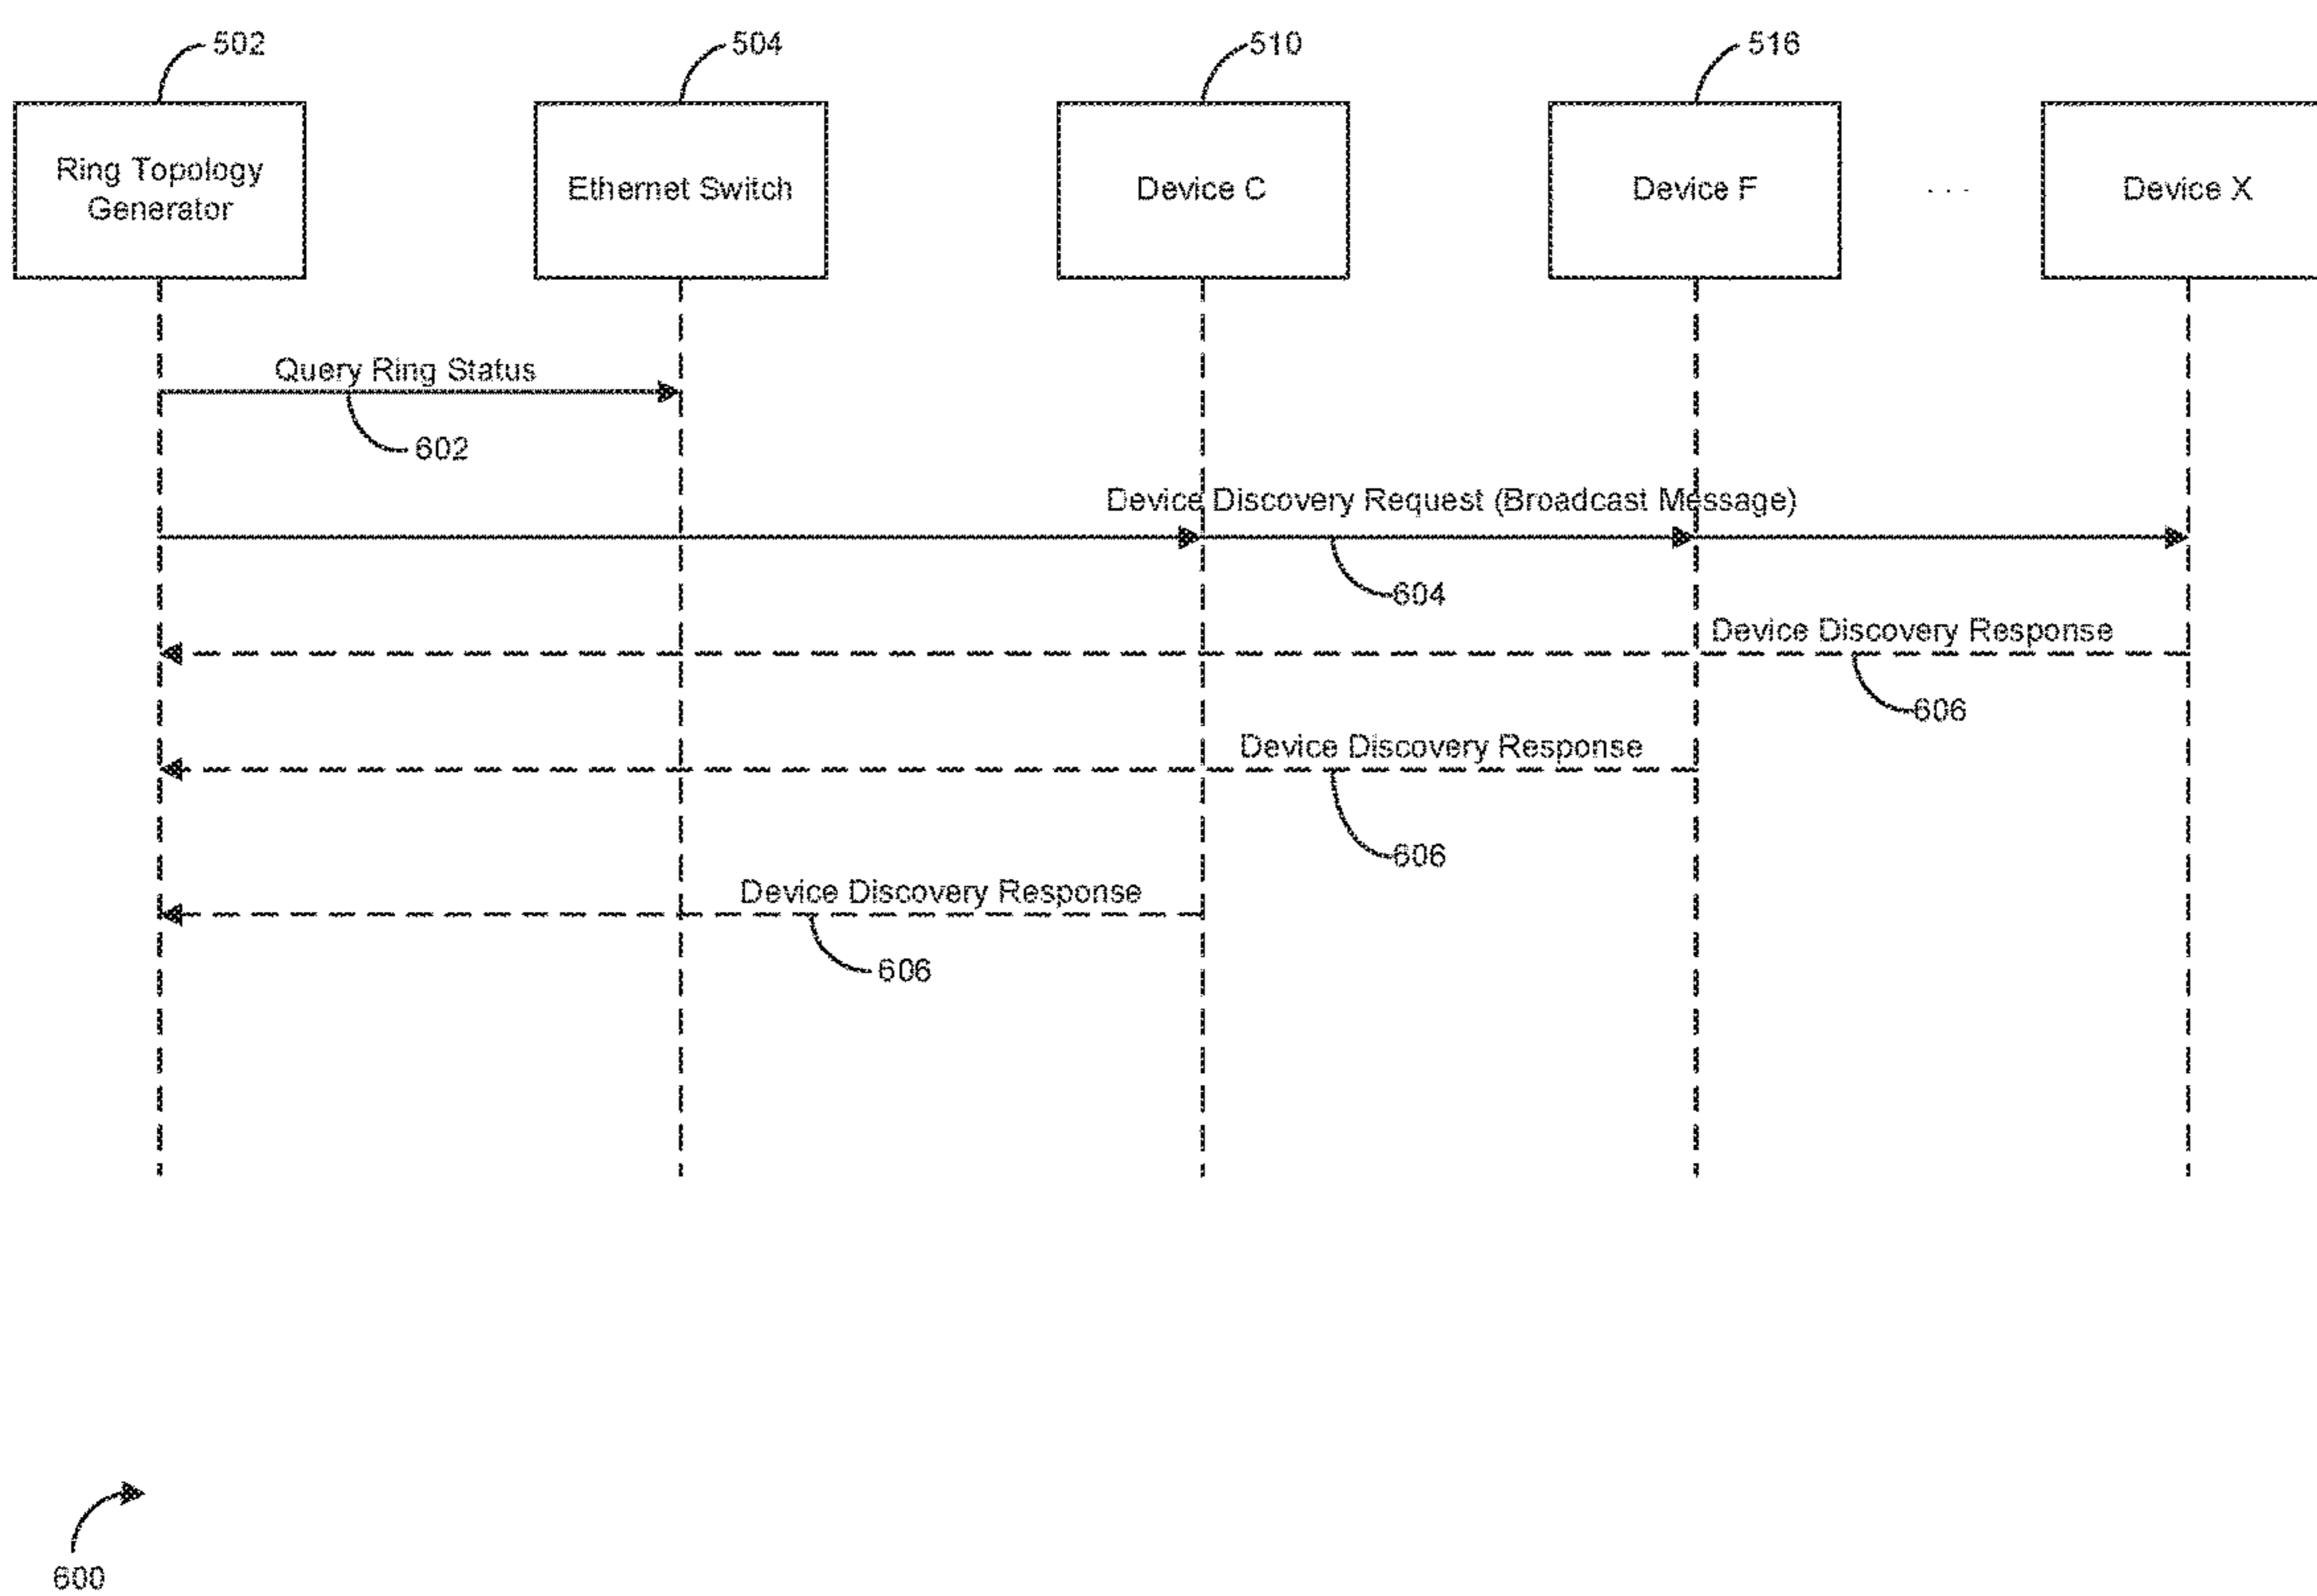 502
504
510
516
Ring Topology
Generator
Ethernet Switch
Device C
Device F
. . .
Device X
Query Ring Status
602
Device Discovery Request (Broadcast Message)
604
Device Discovery Response
606
Device Discovery Response
606
Device Discovery Response
606
600